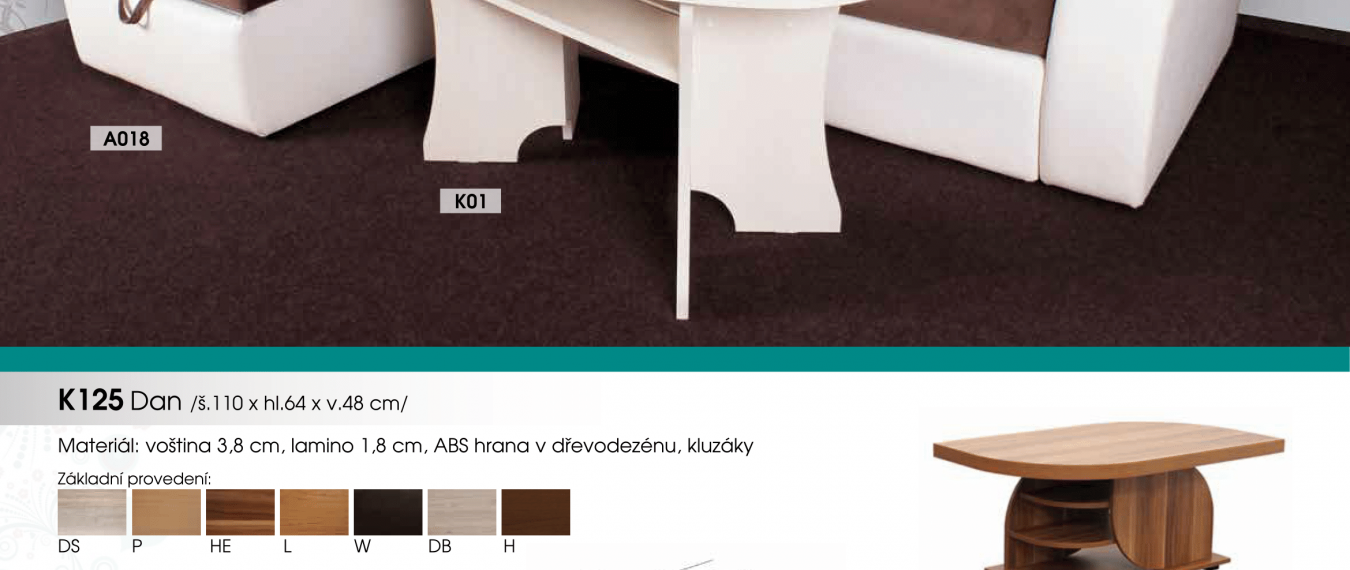 A018
K01
K125 Dan /š.110 x hl.64 x v.48 cm/
Materiál: voština 3,8 cm, lamino 1,8 cm, ABS hrana v dřevodezénu, kluzáky
Základní provedení:
DS P HE L W DB H